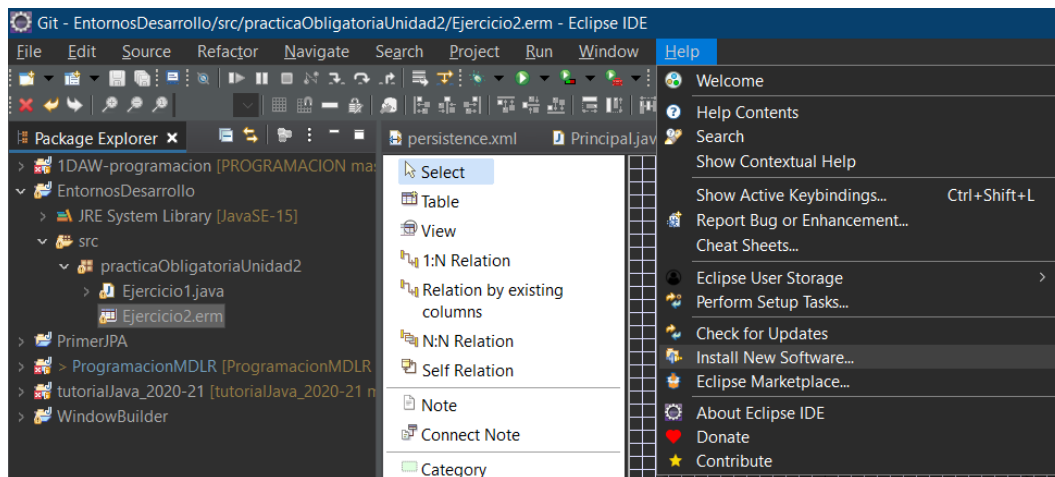 Git - EntornosDesarrollo/src/practicaObligatoriaUnidad2/Ejercicio2.erm - Eclipse IDE
File Edit Source Refactor Navigate Search Project Run Window Help
Package Explorer
1DAW-programacion [PROGRAMACION mas
EntornosDesarrollo
JRE System Library [JavaSE-15]
src
practicaObligatoriaUnidad2
Ejercicio1.java
Ejercicio2.erm
PrimerJPA
> ProgramacionMDLR [ProgramacionMDLR
tutorialJava_2020-21 [tutorialJava_2020-21 m
WindowBuilder
persistence.xml
Principal.jav
Select
Table
View
1:N Relation
Relation by existing
columns
N:N Relation
Self Relation
Note
Connect Note
Category
Welcome
Help Contents
Search
Show Contextual Help
Show Active Keybindings... Ctrl+Shift+L
Report Bug or Enhancement...
Cheat Sheets...
Eclipse User Storage
Perform Setup Tasks...
Check for Updates
Install New Software...
Eclipse Marketplace...
About Eclipse IDE
Donate
Contribute